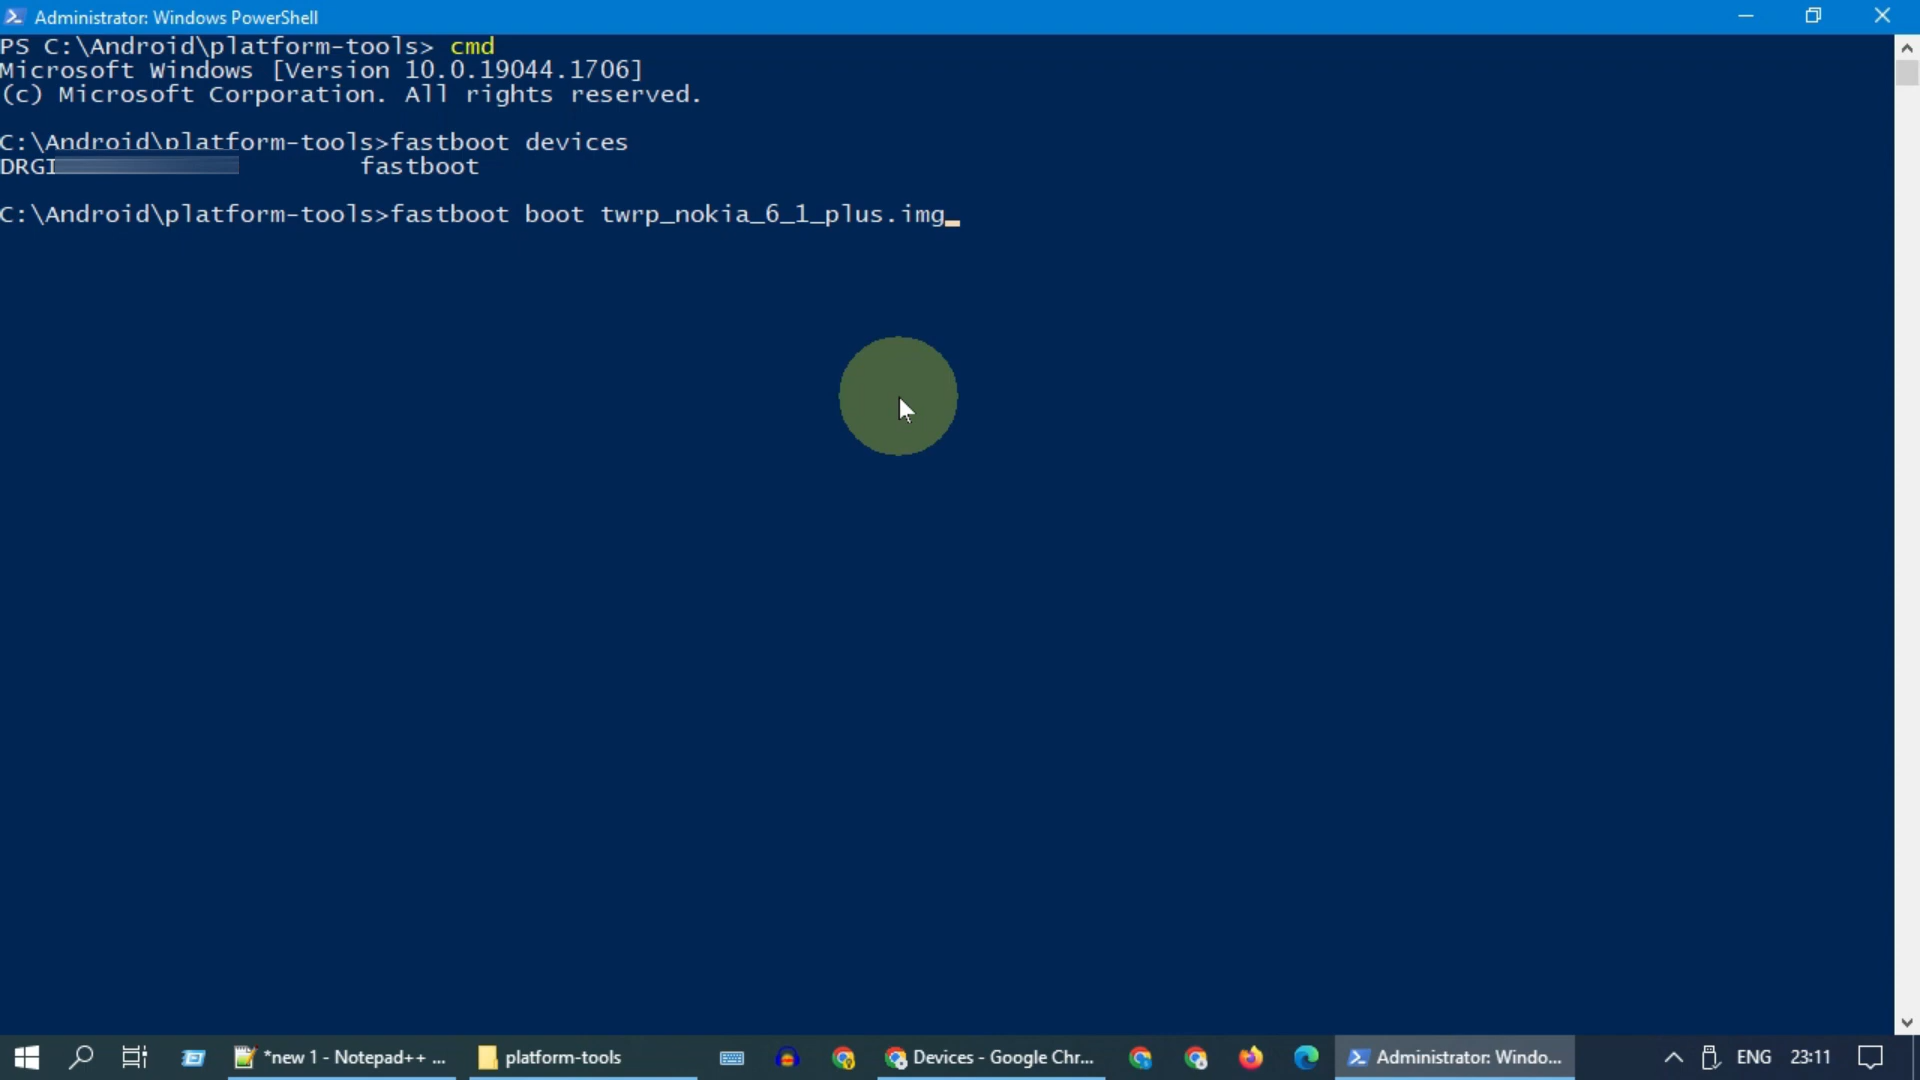 Administrator: Windows PowerShell
PS C:\Android\platform-tools> cmd
Microsoft Windows [Version 10.0.19044.1706]
(c) Microsoft Corporation. All rights reserved.
C:\Android\platform-tools>fastboot devices
DRGI fastboot
C:\Android\platform-tools>fastboot boot twrp_nokia_6_1_plus.img
*new 1 - Notepad++ ... platform-tools Devices - Google Chr... Administrator: Windo... ENG 23:11